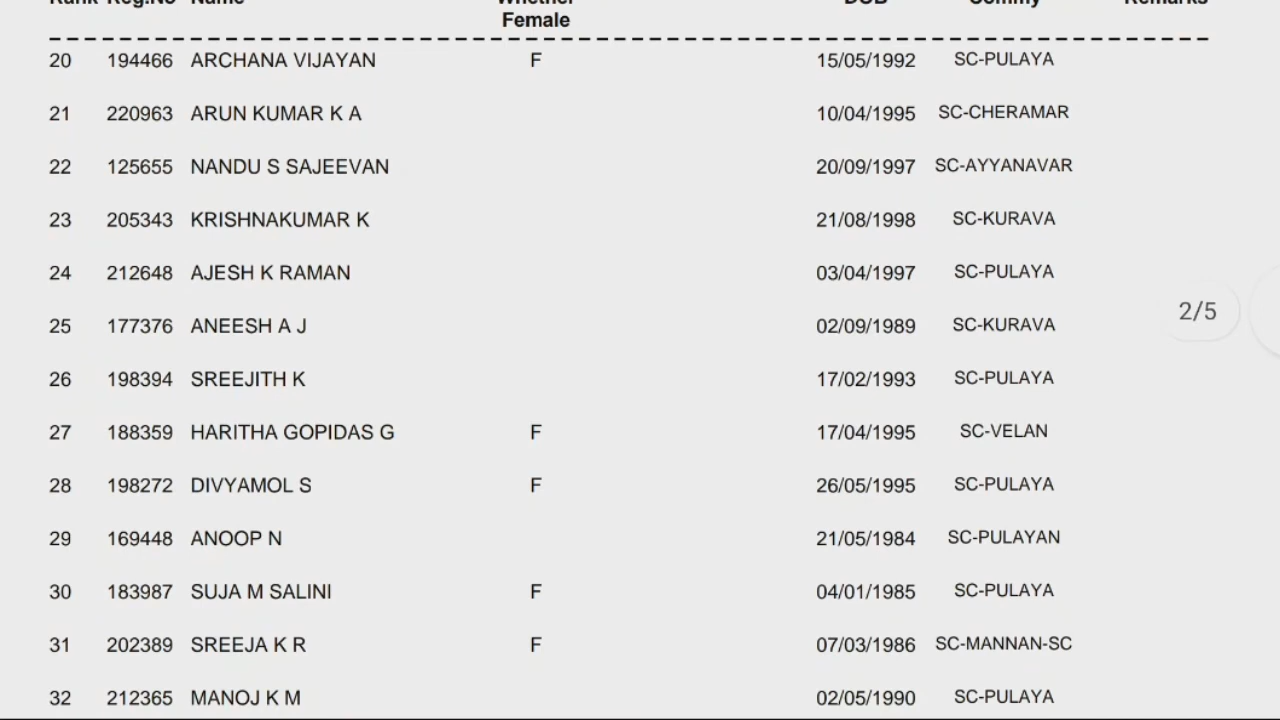 Rank Reg.No Name Whether DOB Commy Remarks
Female
20 194466 ARCHANA VIJAYAN F 15/05/1992 SC-PULAYA
21 220963 ARUN KUMAR K A 10/04/1995 SC-CHERAMAR
22 125655 NANDU S SAJEEVAN 20/09/1997 SC-AYYANAVAR
23 205343 KRISHNAKUMAR K 21/08/1998 SC-KURAVA
24 212648 AJESH K RAMAN 03/04/1997 SC-PULAYA
2/5
25 177376 ANEESH A J 02/09/1989 SC-KURAVA
26 198394 SREEJITH K 17/02/1993 SC-PULAYA
27 188359 HARITHA GOPIDAS G F 17/04/1995 SC-VELAN
28 198272 DIVYAMOL S F 26/05/1995 SC-PULAYA
29 169448 ANOOP N 21/05/1984 SC-PULAYAN
30 183987 SUJA M SALINI F 04/01/1985 SC-PULAYA
31 202389 SREEJA K R F 07/03/1986 SC-MANNAN-SC
32 212365 MANOJ K M 02/05/1990 SC-PULAYA